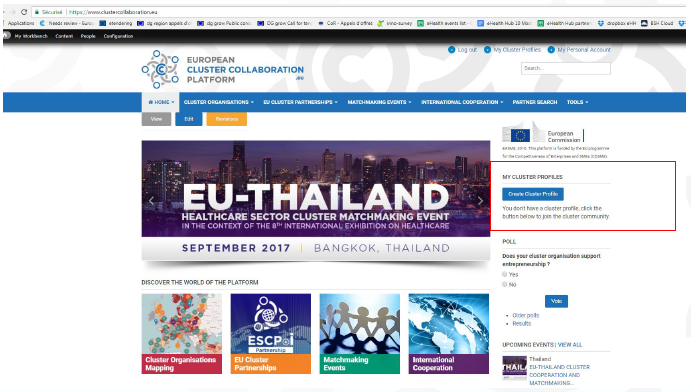 Sécurisé | https://www.clustercollaboration.eu
Applications Needs review - Euro etendering dg region appels d'o dg grow Public cons DG grow Call for ten CoR - Appels d'offres inno-survey eHealth events list - eHealth Hub 10 Max eHealth Hub partner dropbox eHH BSH Cloud
My Workbench Content People Configuration
Log out My Cluster Profiles My Personal Account
EUROPEAN
CLUSTER COLLABORATION
PLATFORM .eu
Search...
HOME CLUSTER ORGANISATIONS EU CLUSTER PARTNERSHIPS MATCHMAKING EVENTS INTERNATIONAL COOPERATION PARTNER SEARCH TOOLS
View Edit Revisions
European
Commission
EASME 2010. This platform is funded by the EU programme
for the Competitiveness of Enterprises and SMEs (COSME).
EU-THAILAND
HEALTHCARE SECTOR CLUSTER MATCHMAKING EVENT
IN THE CONTEXT OF THE 8TH INTERNATIONAL EXHIBITION ON HEALTHCARE
SEPTEMBER 2017 | BANGKOK, THAILAND
MY CLUSTER PROFILES
Create Cluster Profile
You don't have a cluster profile, click the
button below to join the cluster community.
POLL
Does your cluster organisation support
entrepreneurship ?
Yes
No
Vote
Older polls
Results
DISCOVER THE WORLD OF THE PLATFORM
Cluster Organisations
Mapping
ESCP-i
Partnership
EU Cluster
Partnerships
Matchmaking
Events
International
Cooperation
UPCOMING EVENTS | VIEW ALL
Thailand
EU-THAILAND CLUSTER
COOPERATION AND
MATCHMAKING...